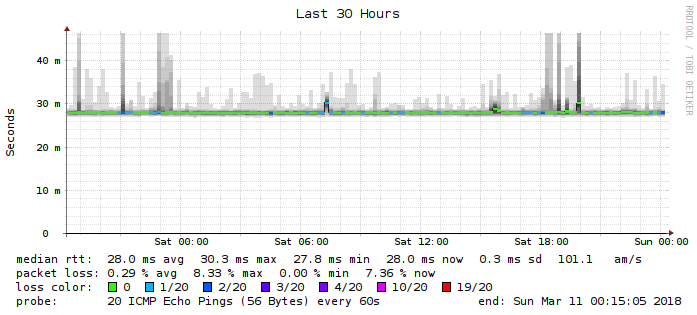 Last 30 Hours
RRDTOOL / TOBI OETIKER
Seconds
40 m
30 m
20 m
10 m
0
Sat 00:00 Sat 06:00 Sat 12:00 Sat 18:00 Sun 00:00
median rtt: 28.0 ms avg 30.3 ms max 27.8 ms min 28.0 ms now 0.3 ms sd 101.1 am/s
packet loss: 0.29 % avg 8.33 % max 0.00 % min 7.36 % now
loss color: 0 1/20 2/20 3/20 4/20 10/20 19/20
probe: 20 ICMP Echo Pings (56 Bytes) every 60s end: Sun Mar 11 00:15:05 2018